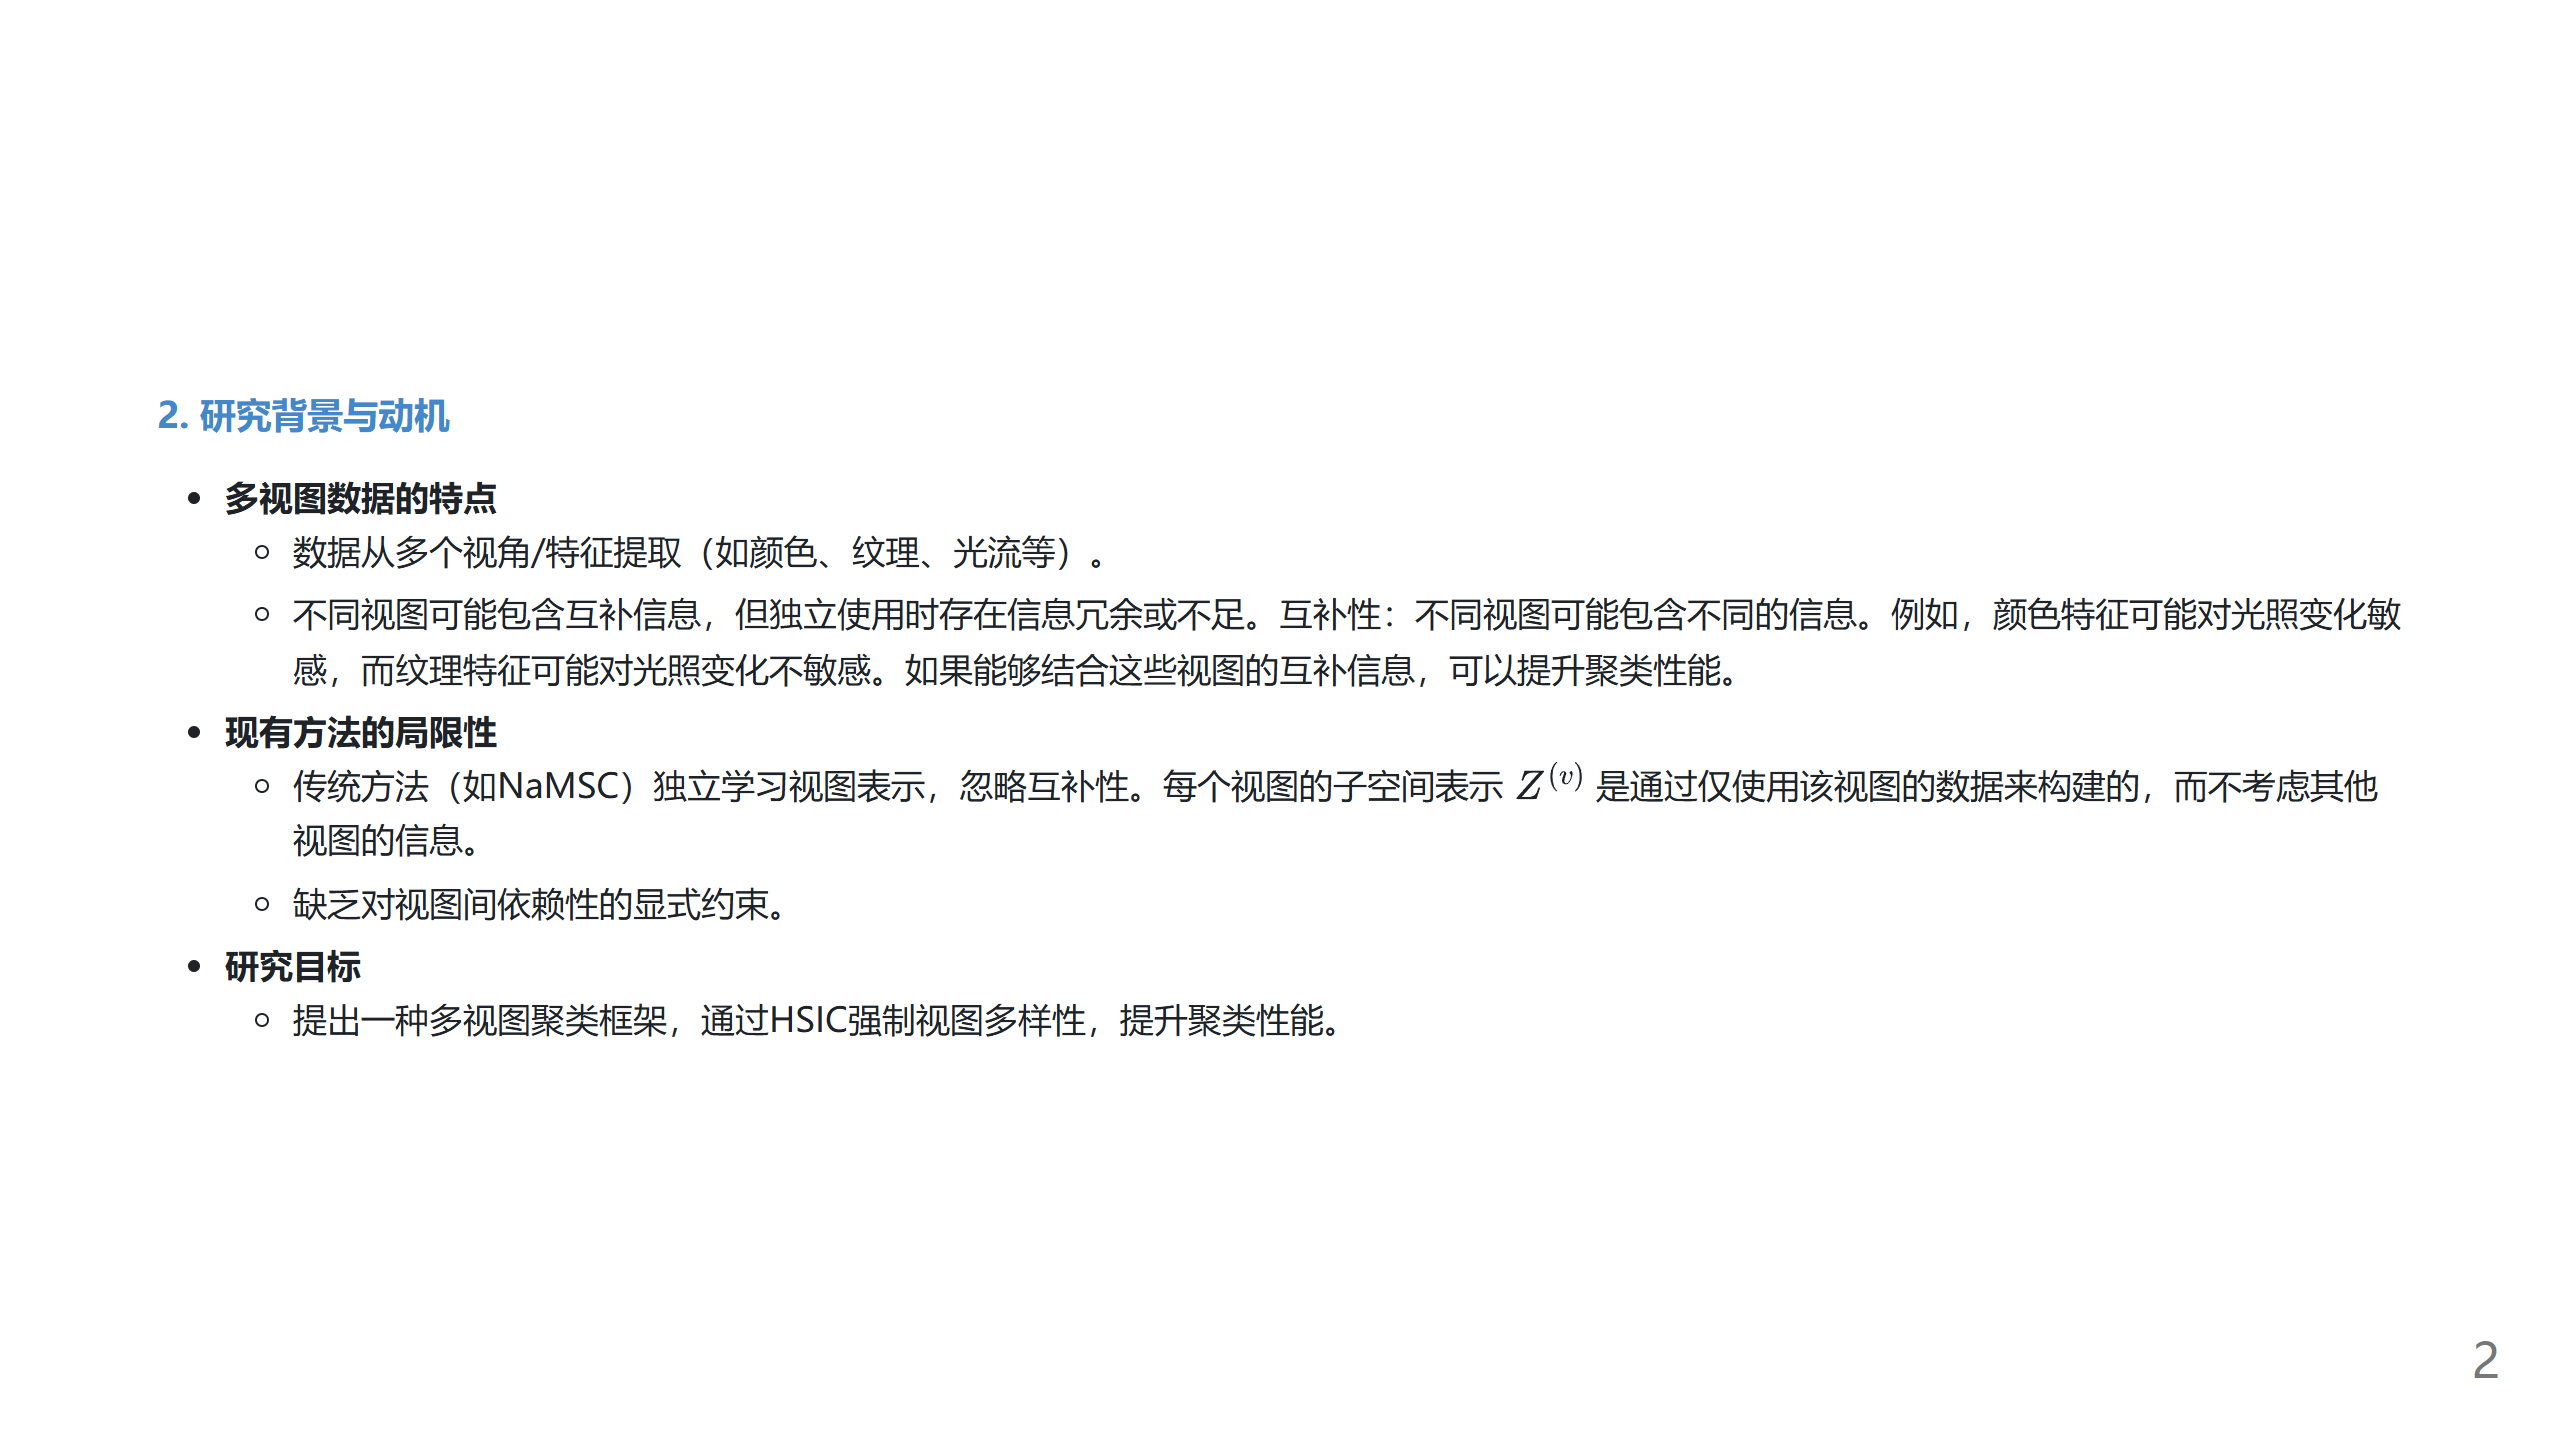 2. 研究背景与动机
• 多视图数据的特点
○ 数据从多个视角/特征提取（如颜色、纹理、光流等）。
○ 不同视图可能包含互补信息，但独立使用时存在信息冗余或不足。互补性：不同视图可能包含不同的信息。例如，颜色特征可能对光照变化敏
感，而纹理特征可能对光照变化不敏感。如果能够结合这些视图的互补信息，可以提升聚类性能。
• 现有方法的局限性
○ 传统方法（如NaMSC）独立学习视图表示，忽略互补性。每个视图的子空间表示 Z^(v) 是通过仅使用该视图的数据来构建的，而不考虑其他
视图的信息。
○ 缺乏对视图间依赖性的显式约束。
• 研究目标
○ 提出一种多视图聚类框架，通过HSIC强制视图多样性，提升聚类性能。
2